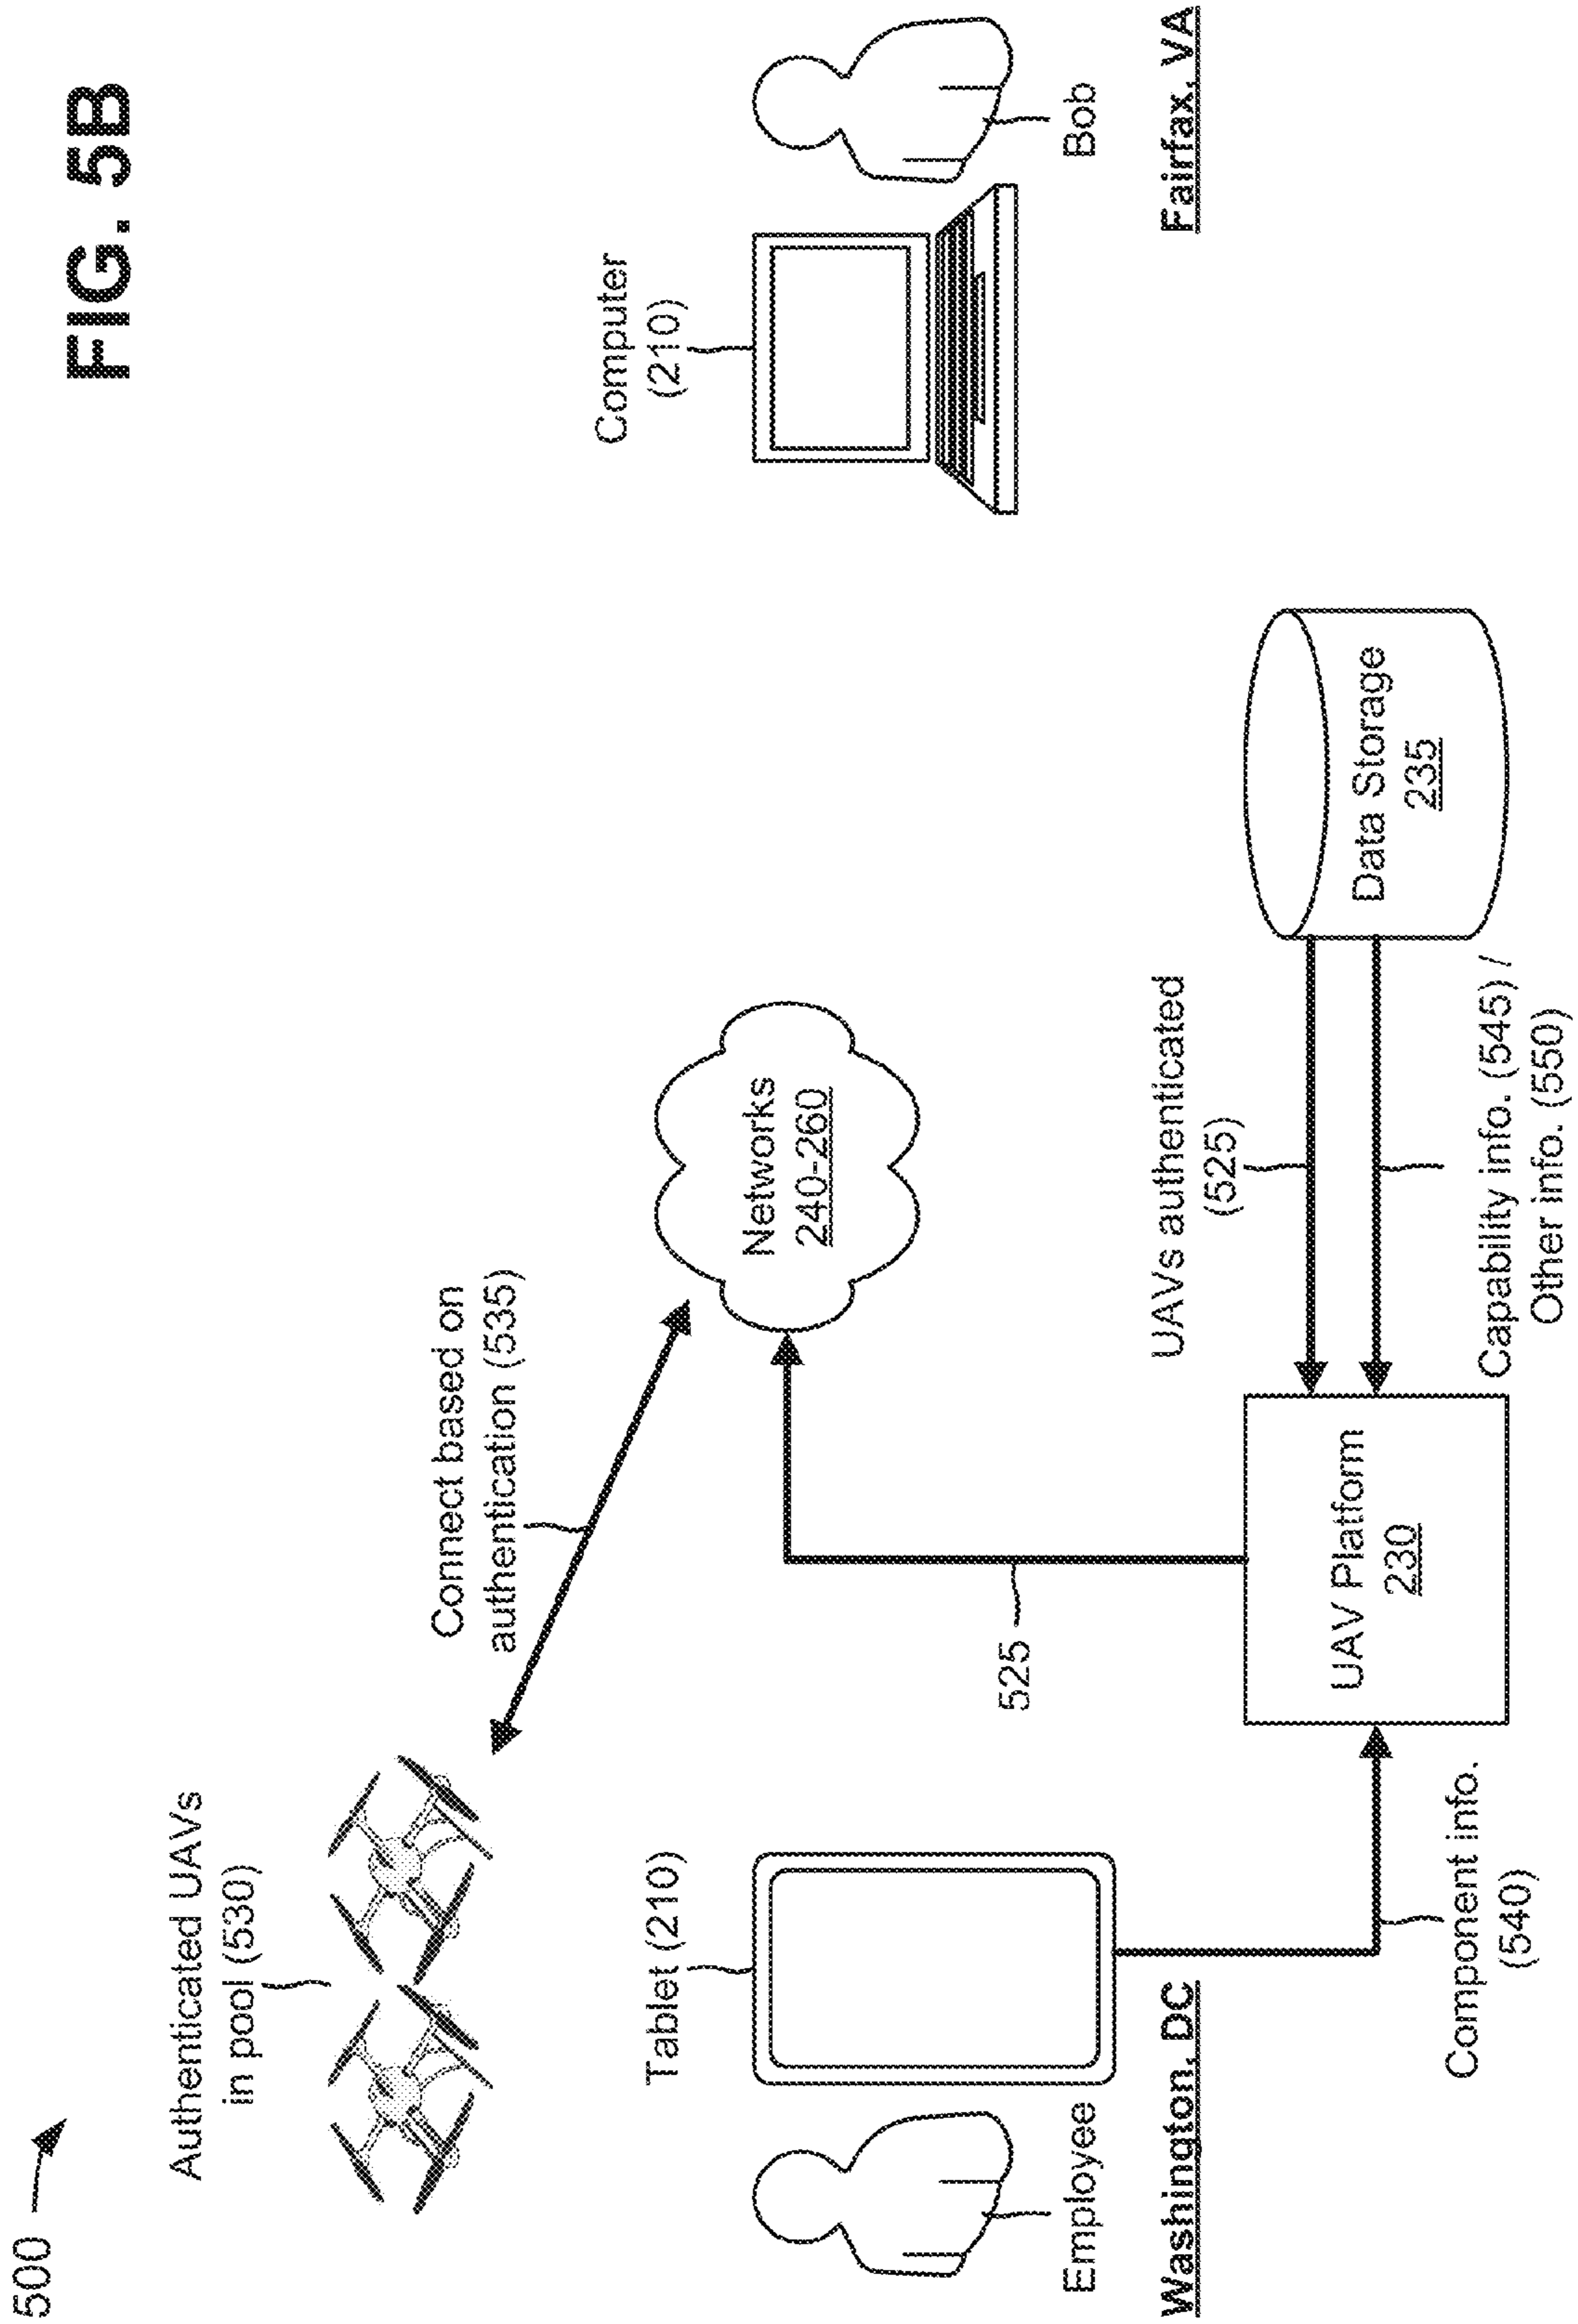 500
Authenticated UAVs
in pool (530)
FIG. 5B
Connect based on
authentication (535)
Tablet (210)
Networks
240-260
Computer
(210)
Employee
Washington, DC
525
Bob
Fairfax, VA
UAVs authenticated
(525)
Component info.
(540)
UAV Platform
230
Data Storage
235
Capability info. (545) /
Other info. (550)